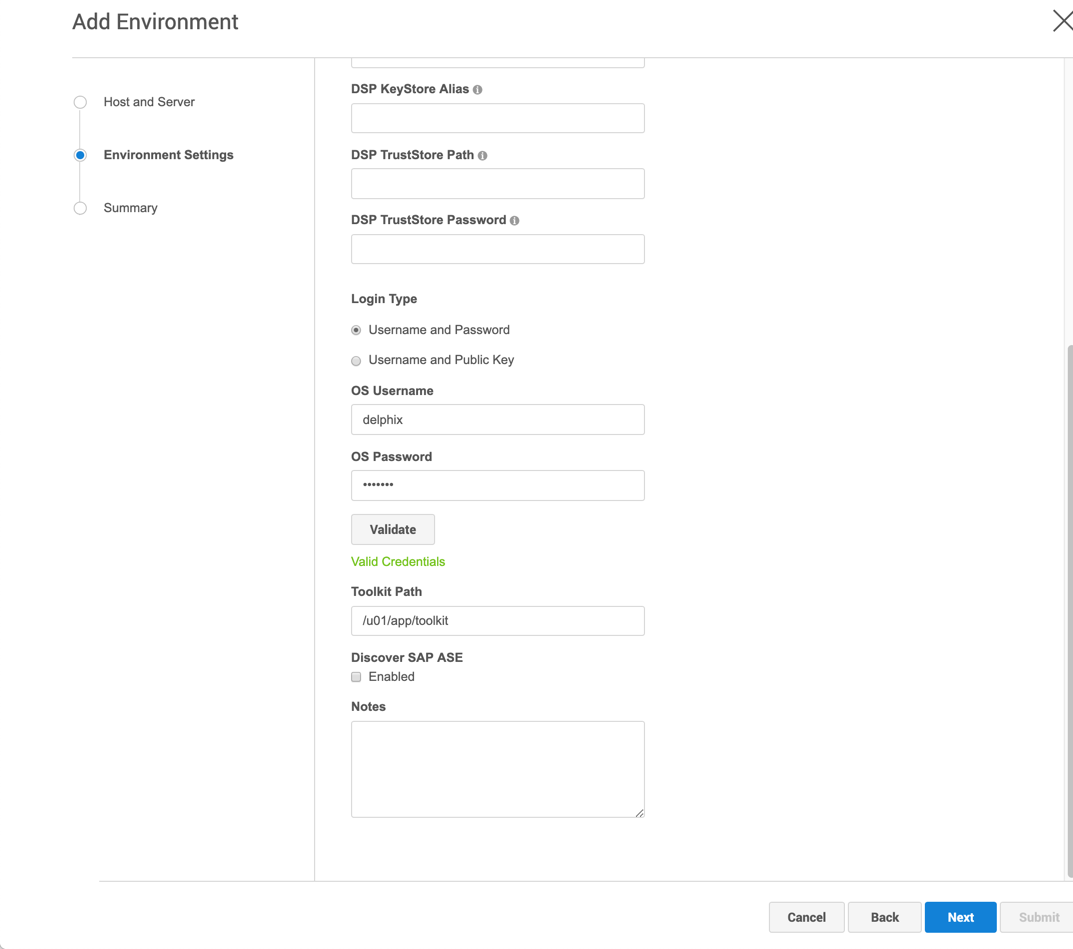 Add Environment
Host and Server
Environment Settings
Summary
DSP KeyStore Alias
DSP TrustStore Path
DSP TrustStore Password
Login Type
Username and Password
Username and Public Key
OS Username
delphix
OS Password
•••••••
Validate
Valid Credentials
Toolkit Path
/u01/app/toolkit
Discover SAP ASE
Enabled
Notes
Cancel Back Next Submit